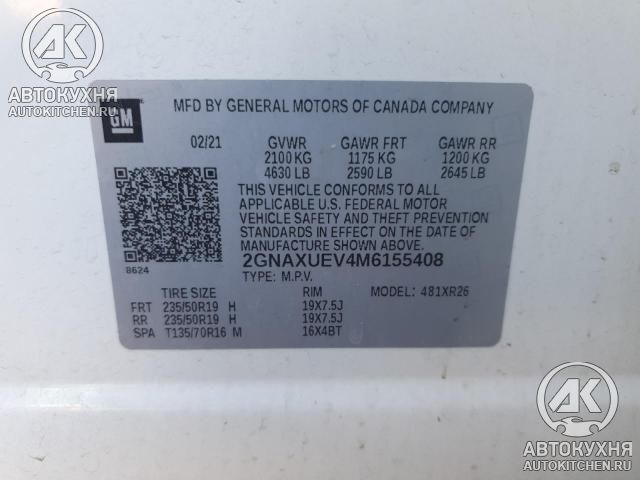 АВТОКУХНЯ
AUTOKITCHEN.RU
АВТОКУХНЯ
AUTOKITCHEN.RU
GM
MFD BY GENERAL MOTORS OF CANADA COMPANY
02/21 GVWR GAWR FRT GAWR RR
2100 KG 1175 KG 1200 KG
4630 LB 2590 LB 2645 LB
THIS VEHICLE CONFORMS TO ALL
APPLICABLE U.S. FEDERAL MOTOR
VEHICLE SAFETY AND THEFT PREVENTION
STANDARDS IN EFFECT ON THE DATE OF
MANUFACTURE SHOWN ABOVE.
8624
2GNAXUEV4M6155408
TYPE: M.P.V. MODEL: 481XR26
TIRE SIZE RIM
FRT 235/50R19 H 19X7.5J
RR 235/50R19 H 19X7.5J
SPA T135/70R16 M 16X4BT
АК
АВТОКУХНЯ
AUTOKITCHEN.RU